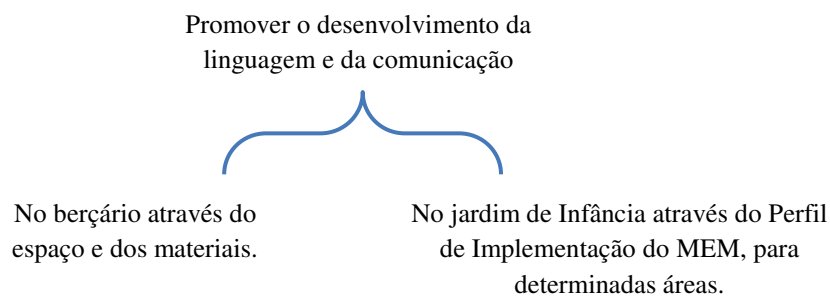 Promover o desenvolvimento da
linguagem e da comunicação
No berçário através do
espaço e dos materiais.
No jardim de Infância através do Perfil
de Implementação do MEM, para
determinadas áreas.